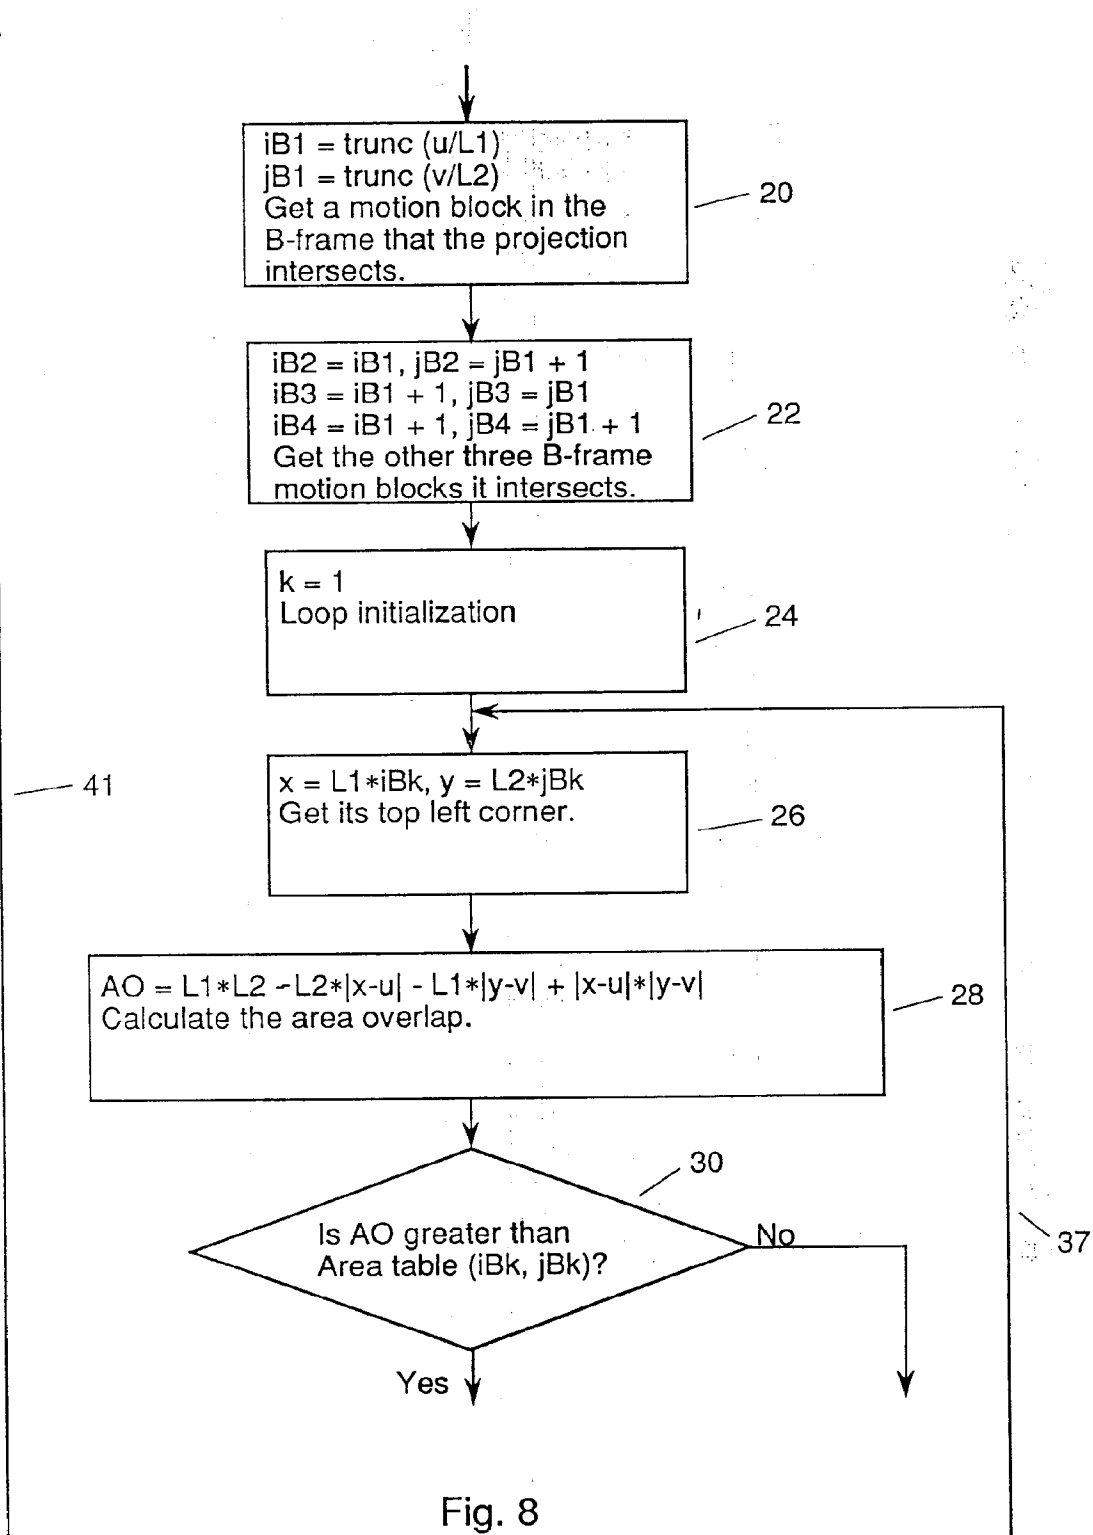 iB1 = trunc (u/L1)
jB1 = trunc (v/L2)
Get a motion block in the
B-frame that the projection
intersects.
20
iB2 = iB1, jB2 = jB1 + 1
iB3 = iB1 + 1, jB3 = jB1
iB4 = iB1 + 1, jB4 = jB1 + 1
Get the other three B-frame
motion blocks it intersects.
22
k = 1
Loop initialization
24
41
x = L1*iBk, y = L2*jBk
Get its top left corner.
26
AO = L1*L2 -L2*|x-u| - L1*|y-v| + |x-u|*|y-v|
Calculate the area overlap.
28
30
Is AO greater than
Area table (iBk, jBk)?
No
37
Yes
Fig. 8